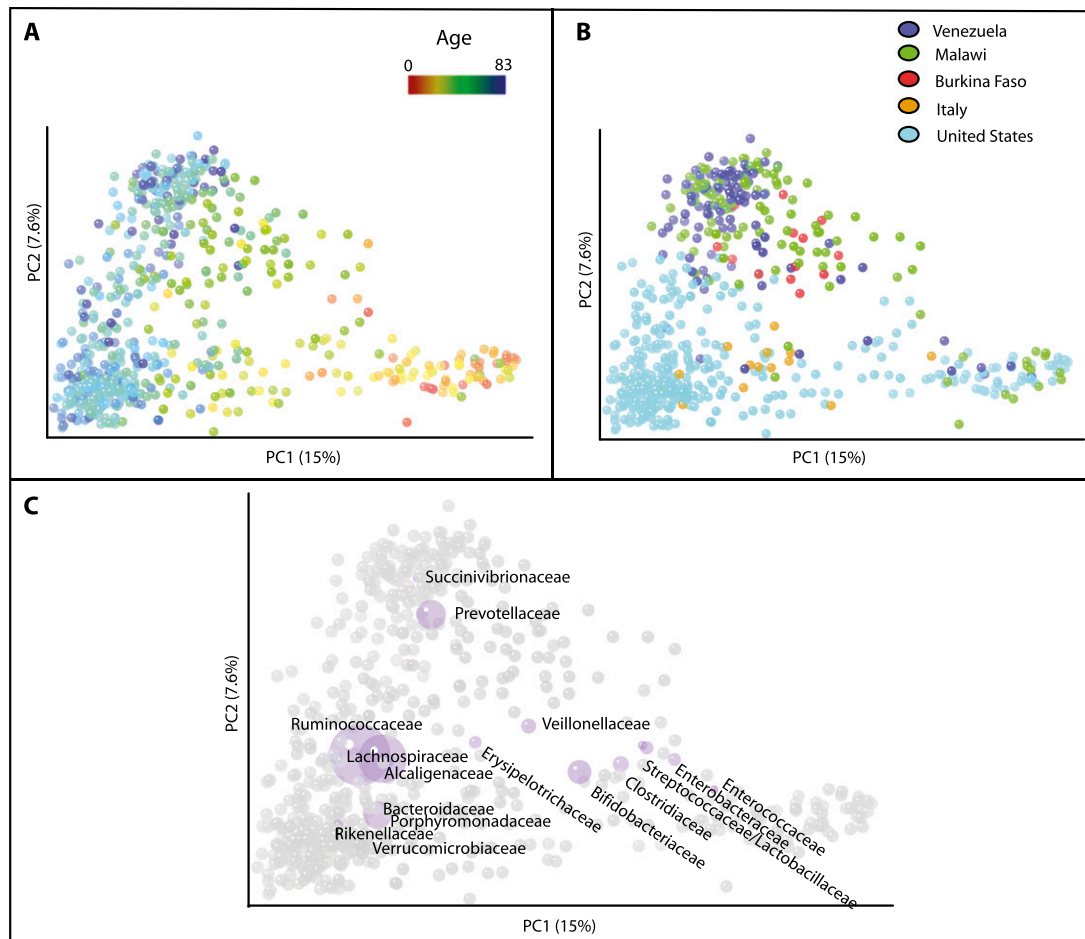 A
Age
0 83
PC2 (7.6%)
PC1 (15%)
B
Venezuela
Malawi
Burkina Faso
Italy
United States
PC2 (7.6%)
PC1 (15%)
C
Succinivibrionaceae
Prevotellaceae
Ruminococcaceae
Veillonellaceae
Lachnospiraceae
Alcaligenaceae
Erysipelotrichaceae
Bacteroidaceae
Porphyromonadaceae
Rikenellaceae
Verrucomicrobiaceae
Bifidobacteriaceae
Clostridiaceae
Streptococcaceae/Lactobacillaceae
Enterobacteraceae
Enterococcaceae
PC2 (7.6%)
PC1 (15%)